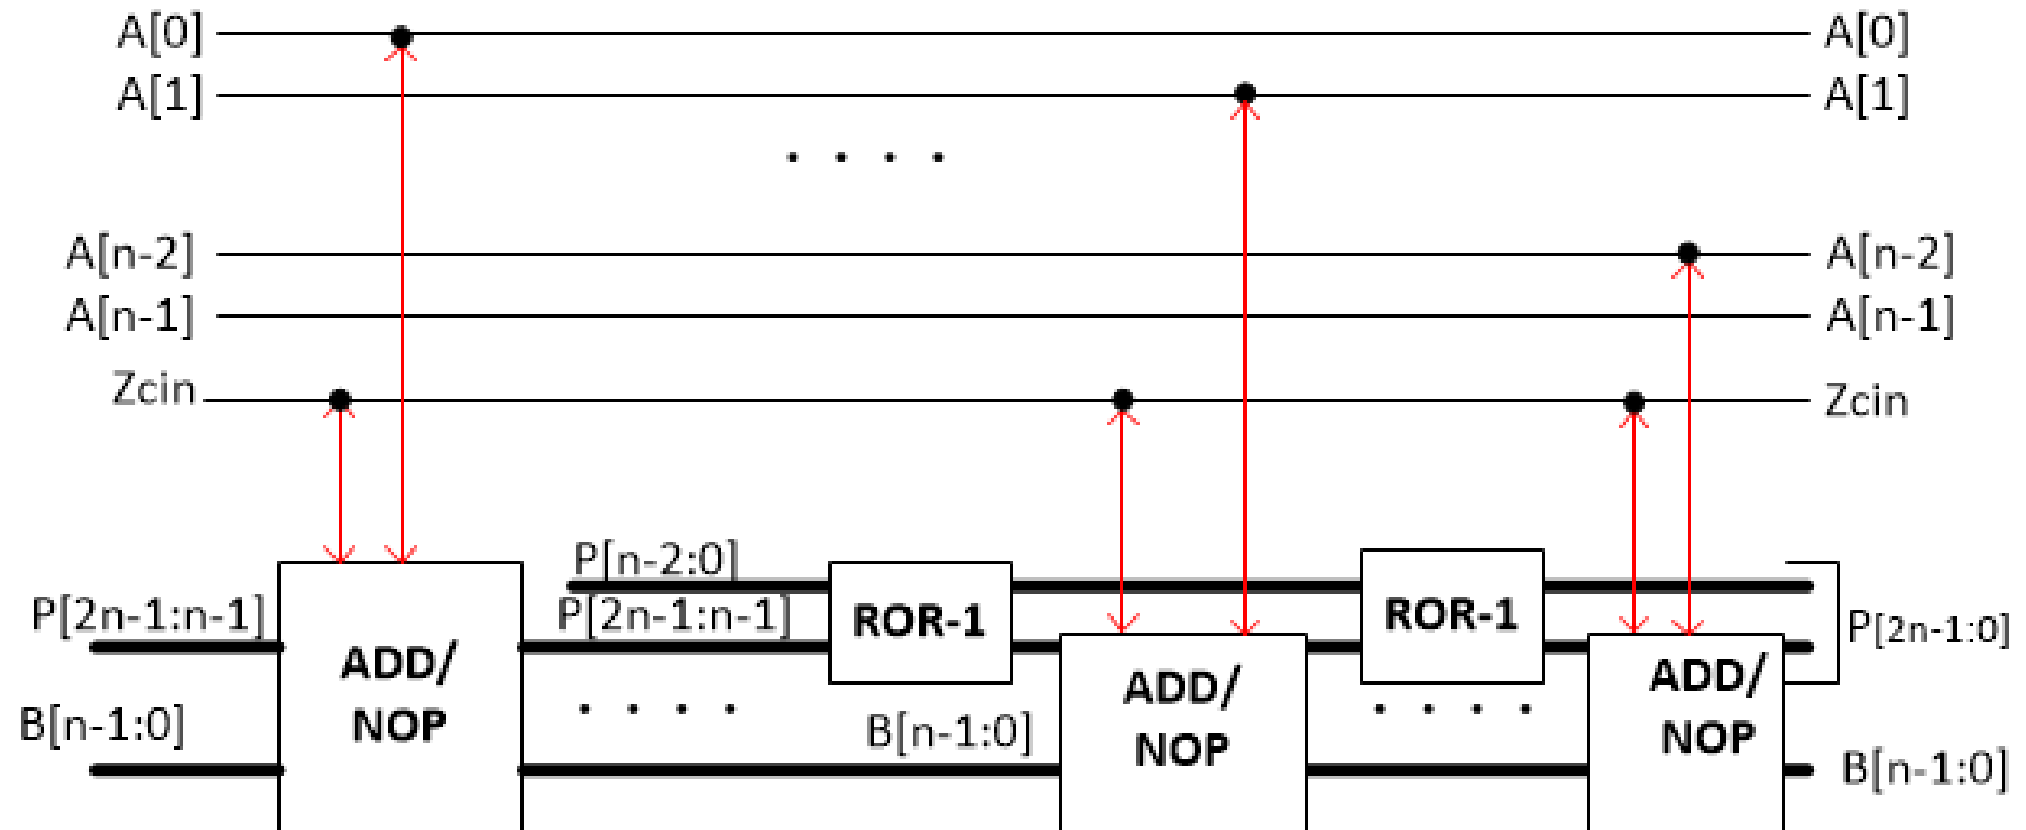 A[0] A[0]
A[1] A[1]
. . . .
A[n-2] A[n-2]
A[n-1] A[n-1]
Zcin Zcin
P[n-2:0]
P[2n-1:n-1] P[2n-1:n-1] ROR-1 ROR-1 P[2n-1:0]
ADD/
NOP
ADD/
NOP
ADD/
NOP
. . . . . . . .
B[n-1:0] B[n-1:0] B[n-1:0]